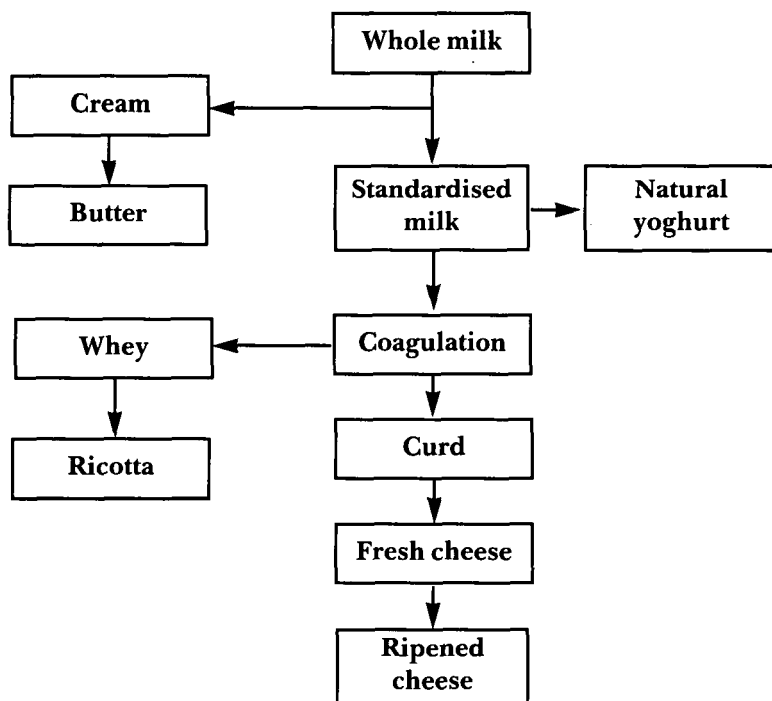 Whole milk
Cream
Butter
Standardised
milk
Natural
yoghurt
Whey
Coagulation
Ricotta
Curd
Fresh cheese
Ripened
cheese